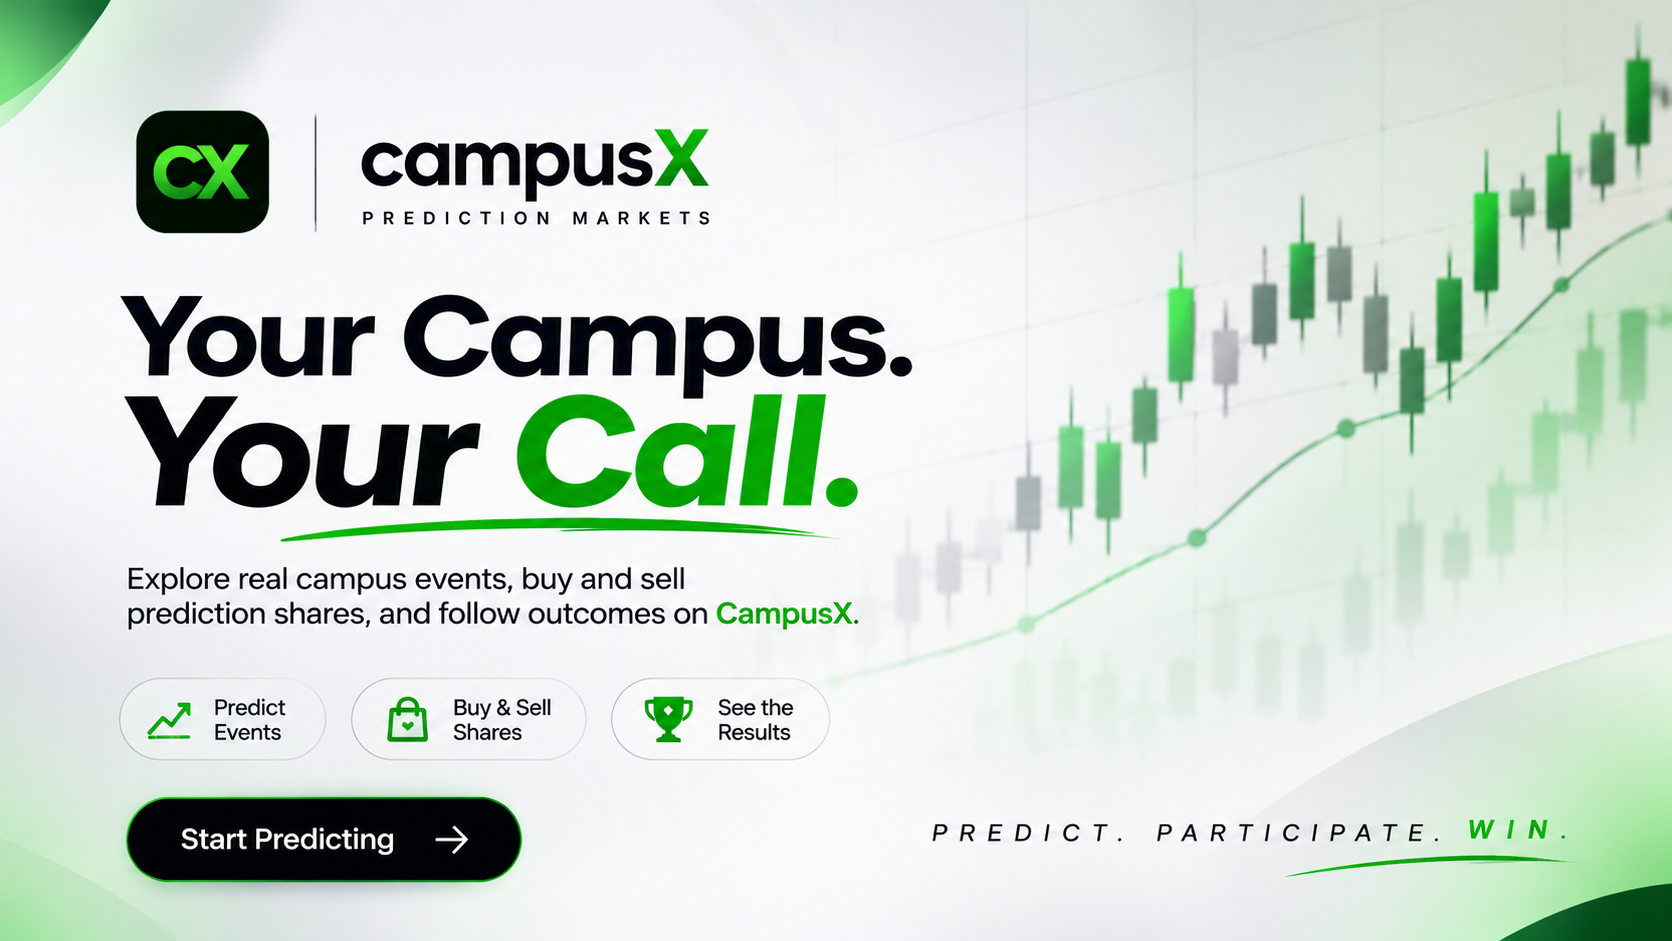 CX
campusX
PREDICTION MARKETS
Your Campus.
Your Call.
Explore real campus events, buy and sell
prediction shares, and follow outcomes on CampusX.
Predict
Events
Buy & Sell
Shares
See the
Results
Start Predicting
PREDICT. PARTICIPATE. WIN.